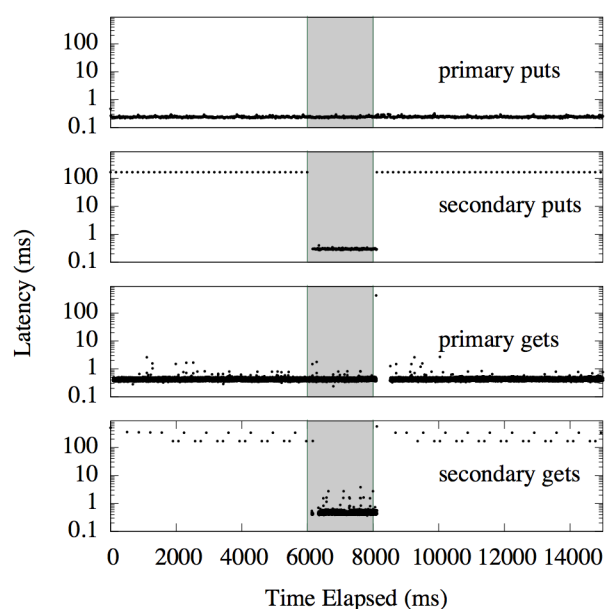 100
10
1
0.1
primary puts
100
10
1
0.1
secondary puts
100
10
1
0.1
primary gets
100
10
1
0.1
secondary gets
0 2000 4000 6000 8000 10000 12000 14000
Latency (ms)
Time Elapsed (ms)